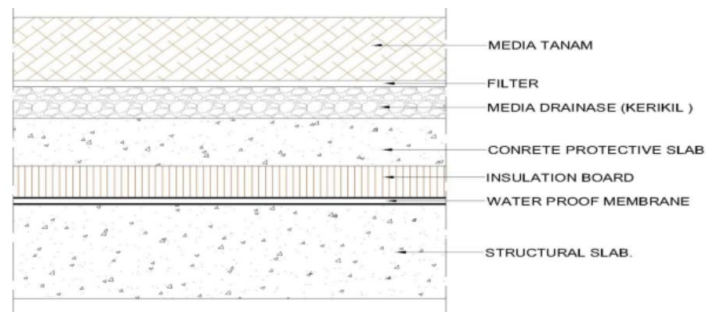 MEDIA TANAM
FILTER
MEDIA DRAINASE (KERIKIL )
CONRETE PROTECTIVE SLAB
INSULATION BOARD
WATER PROOF MEMBRANE
STRUCTURAL SLAB.